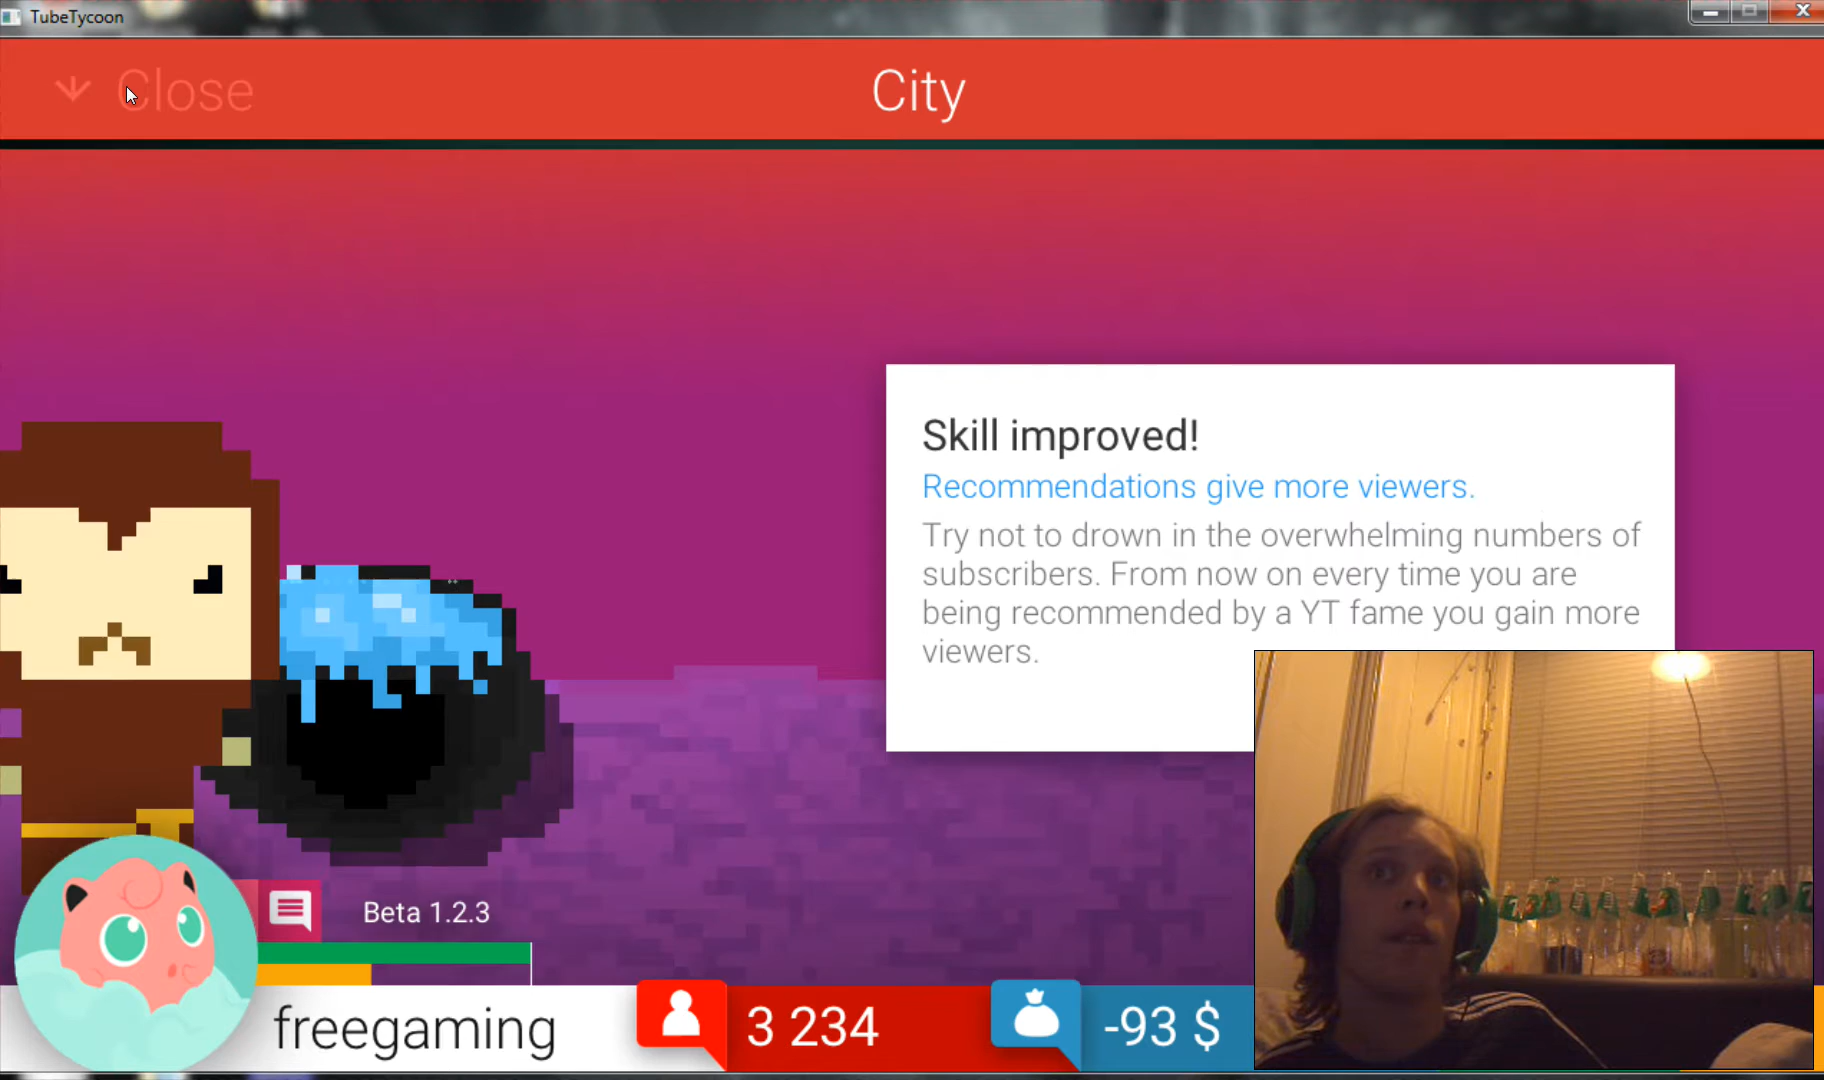 TubeTycoon
Close
City
Skill improved!
Recommendations give more viewers.
Try not to drown in the overwhelming numbers of
subscribers. From now on every time you are
being recommended by a YT fame you gain more
viewers.
Beta 1.2.3
freegaming
3 234
-93 $